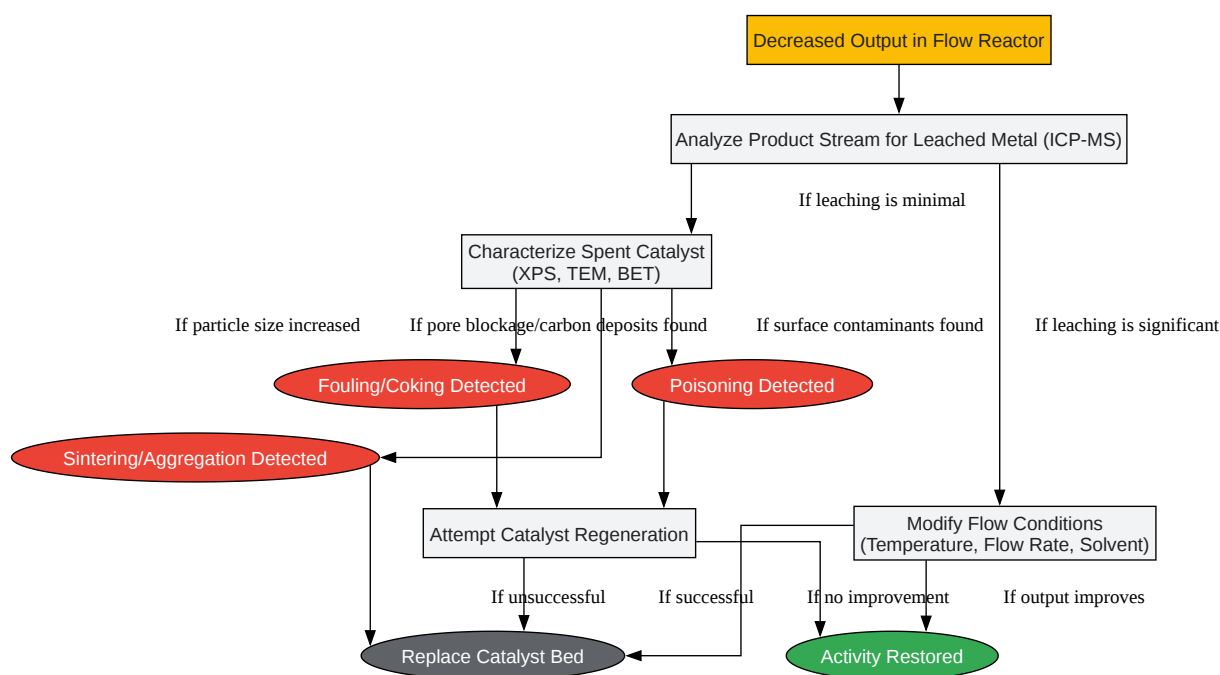 Decreased Output in Flow Reactor
Analyze Product Stream for Leached Metal (ICP-MS)
If leaching is minimal
Characterize Spent Catalyst
(XPS, TEM, BET)
If particle size increased
If pore blockage/carbon deposits found
If surface contaminants found
If leaching is significant
Fouling/Coking Detected
Poisoning Detected
Sintering/Aggregation Detected
Attempt Catalyst Regeneration
Modify Flow Conditions
(Temperature, Flow Rate, Solvent)
If unsuccessful
If successful
If no improvement
If output improves
Replace Catalyst Bed
Activity Restored